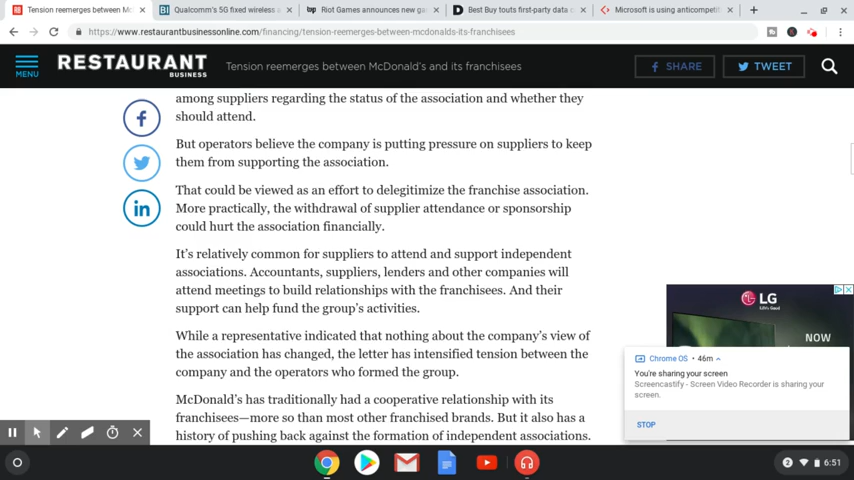 Tension reemerges between Mc
Qualcomm's 5G fixed wireless a
Riot Games announces new ga
Best Buy touts first-party data
Microsoft is using anticompetit
https://www.restaurantbusinessonline.com/financing/tension-reemerges-between-mcdonalds-its-franchisees
MENU
RESTAURANT
BUSINESS
Tension reemerges between McDonald's and its franchisees
SHARE
TWEET
among suppliers regarding the status of the association and whether they
should attend.
But operators believe the company is putting pressure on suppliers to keep
them from supporting the association.
That could be viewed as an effort to delegitimize the franchise association.
More practically, the withdrawal of supplier attendance or sponsorship
could hurt the association financially.
It's relatively common for suppliers to attend and support independent
associations. Accountants, suppliers, lenders and other companies will
attend meetings to build relationships with the franchisees. And their
support can help fund the group's activities.
While a representative indicated that nothing about the company's view of
the association has changed, the letter has intensified tension between the
company and the operators who formed the group.
McDonald's has traditionally had a cooperative relationship with its
franchisees—more so than most other franchised brands. But it also has a
history of pushing back against the formation of independent associations.
LG
NOW
Chrome OS • 46m
You're sharing your screen
Screencastify - Screen Video Recorder is sharing your
screen.
STOP
2
6:51